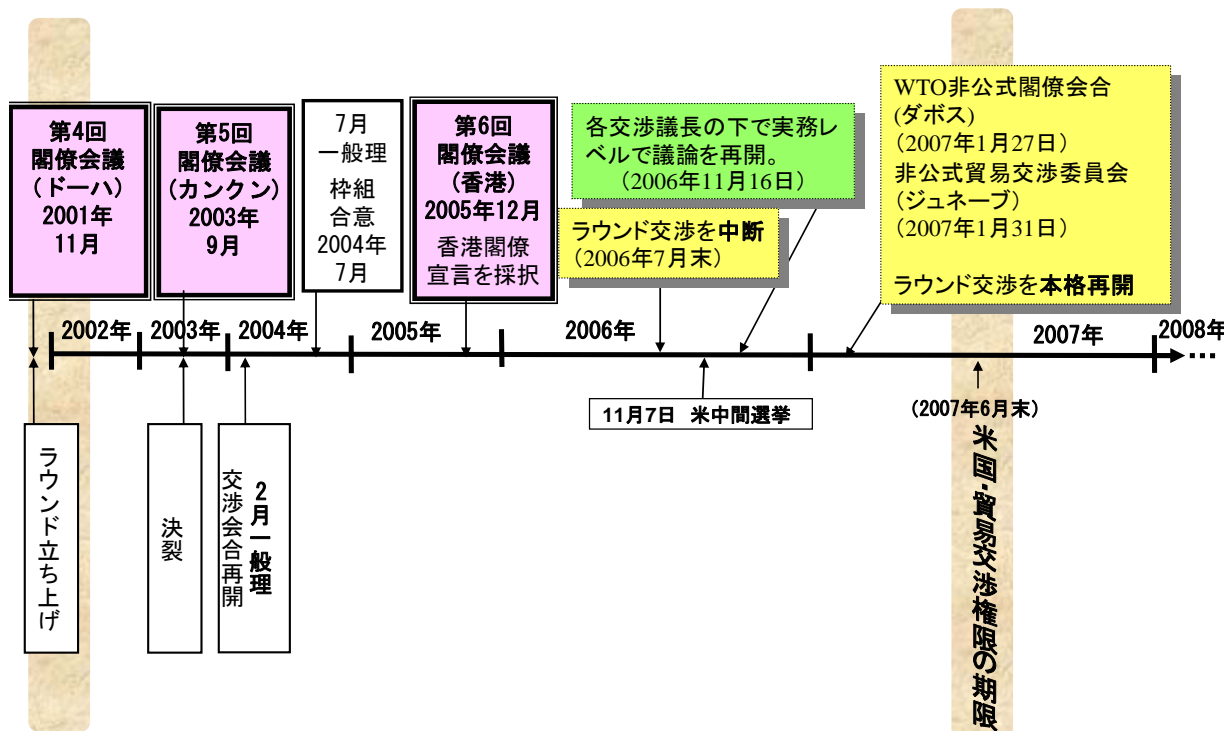 第4回
閣僚会議
(ドーハ)
2001年
11月
第5回
閣僚会議
(カンクン)
2003年
9月
7月
一般理
枠組
合意
2004年
7月
第6回
閣僚会議
(香港)
2005年12月
香港閣僚
宣言を採択
各交渉議長の下で実務レ
ベルで議論を再開。
(2006年11月16日)
ラウンド交渉を中断
(2006年7月末)
WTO非公式閣僚会合
(ダボス)
(2007年1月27日)
非公式貿易交渉委員会
(ジュネーブ)
(2007年1月31日)
ラウンド交渉を本格再開
2002年
2003年
2004年
2005年
2006年
2007年
2008年
ラウンド立ち上げ
決裂
2月一般理
交渉会合再開
11月7日 米中間選挙
(2007年6月末)
米国・貿易交渉権限の期限